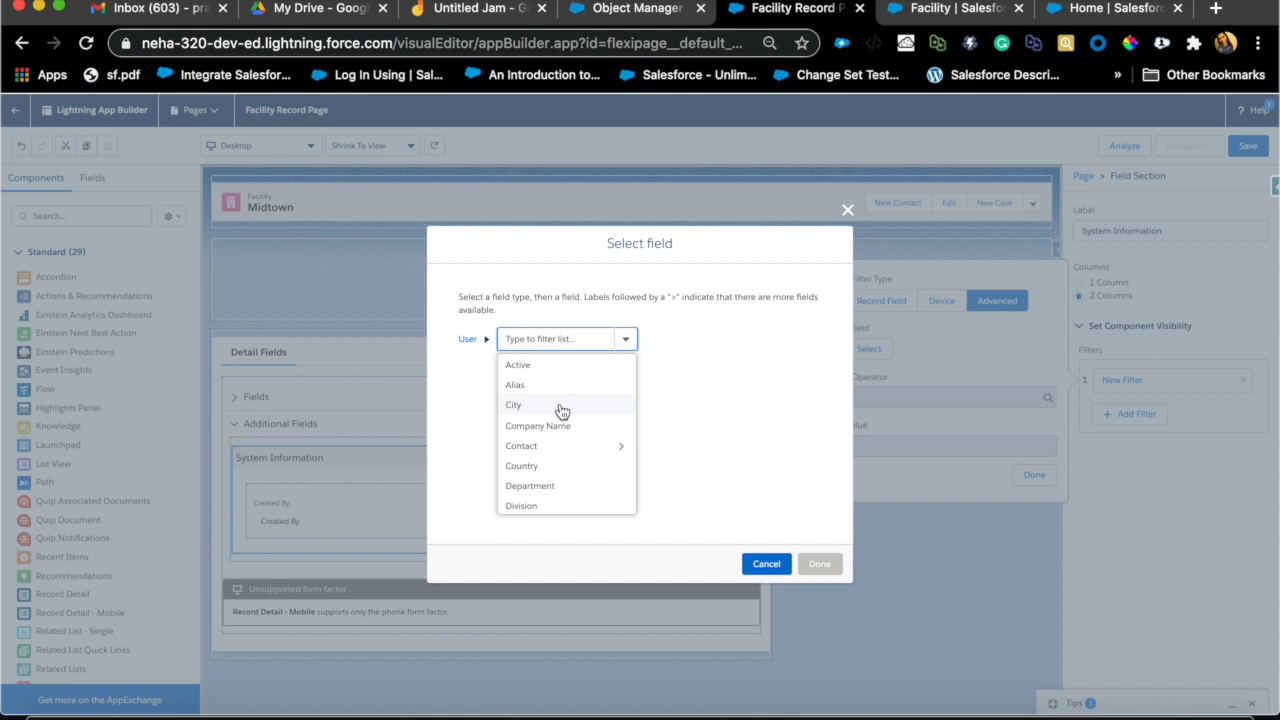 Inbox (603) - pr
My Drive - Googl
Untitled Jam - G
Object Manager
Facility Record P
Facility | Salesfo
Home | Salesfor
neha-320-dev-ed.lightning.force.com/visualEditor/appBuilder.app?id=flexipage__default_...
Apps
sf.pdf
Integrate Salesfor...
Log In Using | Sal...
An Introduction to...
Salesforce - Unlim...
Change Set Test...
Salesforce Descri...
»
Other Bookmarks
Lightning App Builder
Pages
Facility Record Page
? Help
Desktop
Shrink To View
Analyze
Save
Components
Fields
Search...
Standard (29)
Accordion
Actions & Recommendations
Einstein Analytics Dashboard
Einstein Next Best Action
Einstein Predictions
Event Insights
Flow
Highlights Panel
Knowledge
Launchpad
List View
Path
Quip Associated Documents
Quip Document
Quip Notifications
Recent Items
Recommendations
Record Detail
Record Detail - Mobile
Related List - Single
Related List Quick Links
Related Lists
Get more on the AppExchange
Facility
Midtown
New Contact
Edit
New Case
Detail Fields
Fields
Additional Fields
System Information
Created By
Created By
Unsupported form factor
Record Detail - Mobile supports only the phone form factor.
Select field
Select a field type, then a field. Labels followed by a ">" indicate that there are more fields
available.
User
Type to filter list...
Active
Alias
City
Company Name
Contact
Country
Department
Division
Cancel
Done
Filter Type
Record Field
Device
Advanced
Select
Operator
Done
Page > Field Section
Label
System Information
Columns
1 Column
2 Columns
Set Component Visibility
Filters
1
New Filter
+ Add Filter
Tips 1